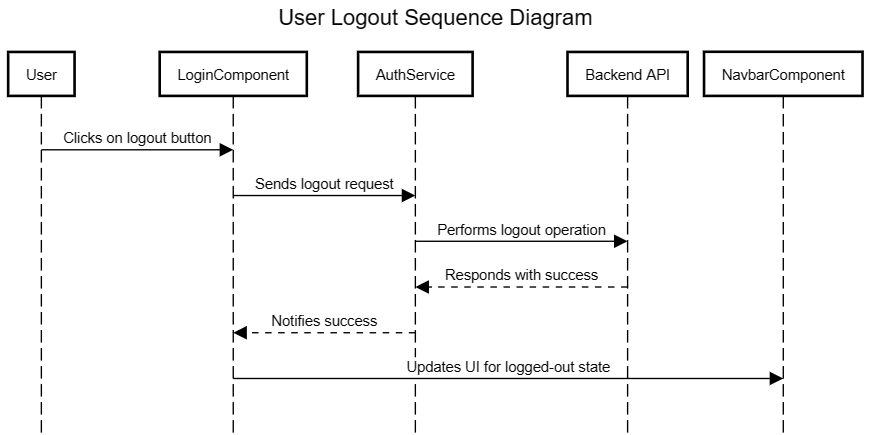 User Logout Sequence Diagram
User
LoginComponent
AuthService
Backend API
NavbarComponent
Clicks on logout button
Sends logout request
Performs logout operation
Responds with success
Notifies success
Updates UI for logged-out state